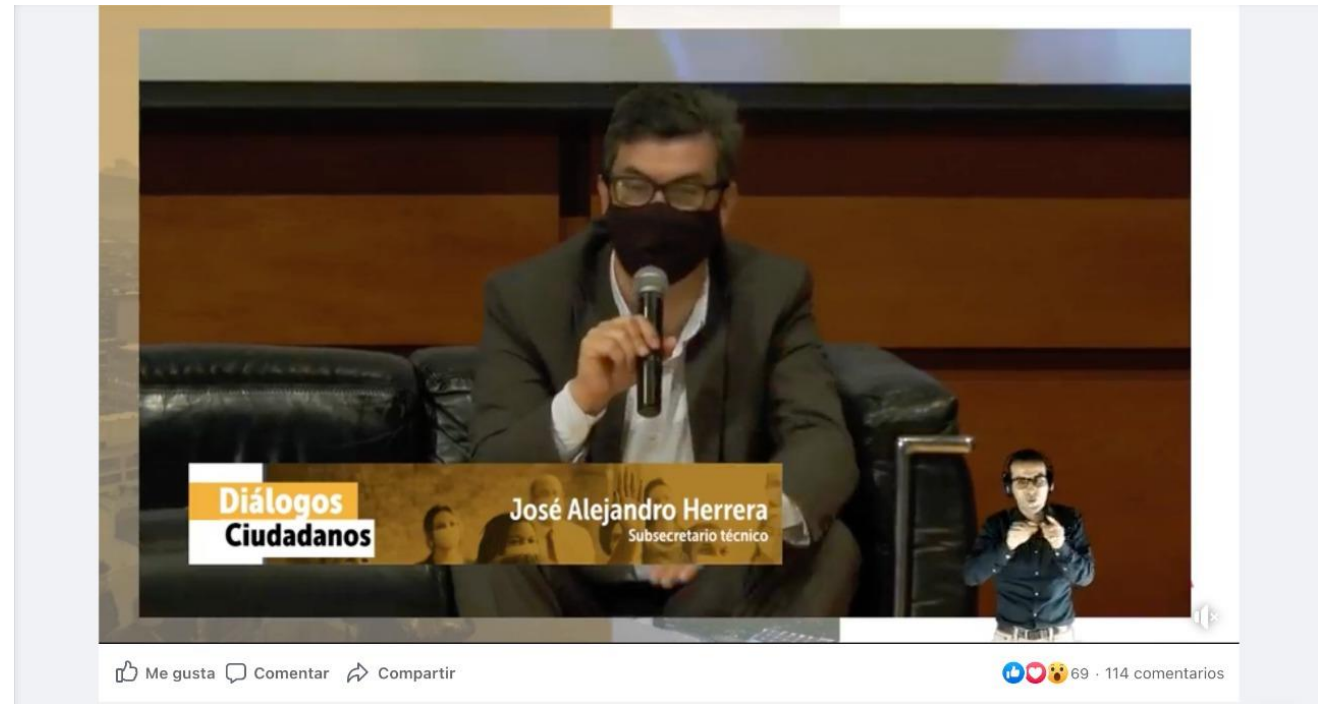 Diálogos
Ciudadanos
José Alejandro Herrera
Subsecretario técnico
Me gusta Comentar Compartir
69 · 114 comentarios